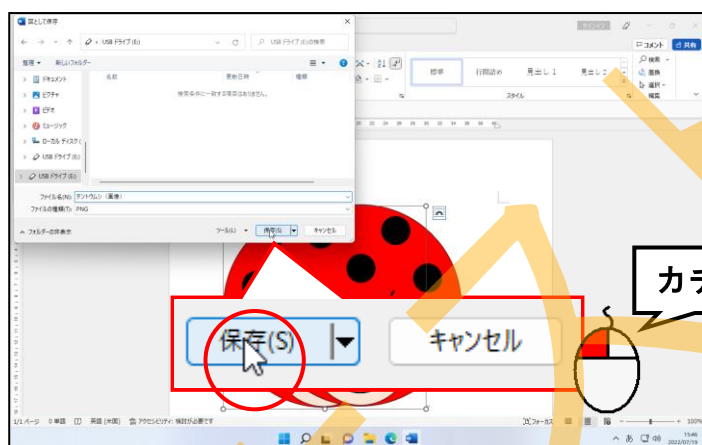 図として保存
USB ドライブ (E:)
USB ドライブ (E:)の検索
整理
新しいフォルダー
名前
更新日時
種類
ドキュメント
検索条件に一致する項目はありません。
ピクチャ
ビデオ
ミュージック
ローカル ディスク (
USB ドライブ (E:)
USB ドライブ (E:)
ファイル名(N): テントウムシ (画像)
ファイルの種類(T): PNG
フォルダーの非表示
ツール(L)
保存(S)
キャンセル
サインイン
コメント
共有
標準
行間詰め
見出し 1
見出し 2
検索
置換
選択
スタイル
編集
カチ
保存(S)
キャンセル
1/1 ページ
0 単語
英語 (米国)
アクセシビリティ: 検討が必要です
フォーカス
100%
あ
15:46
2022/07/19